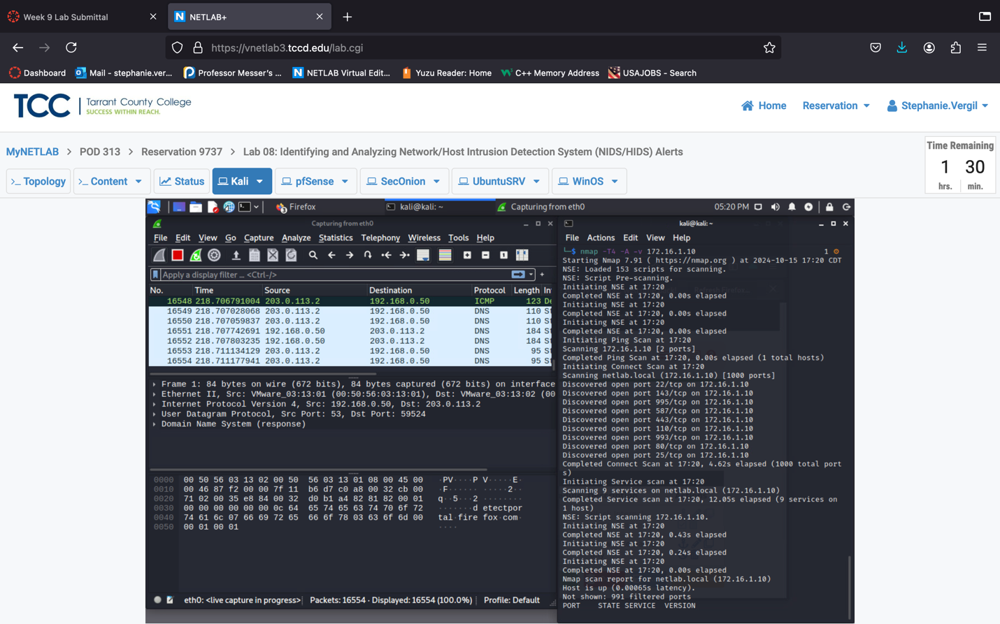 Week 9 Lab Submittal
NETLAB+
https://vnetlab3.tccd.edu/lab.cgi
Dashboard
Mail - stephanie.ver...
Professor Messer's ...
NETLAB Virtual Edit...
Yuzu Reader: Home
C++ Memory Address
USAJOBS - Search
TCC
Tarrant County College
SUCCESS WITHIN REACH.
Home
Reservation
Stephanie.Vergil
MyNETLAB > POD 313 > Reservation 9737 > Lab 08: Identifying and Analyzing Network/Host Intrusion Detection System (NIDS/HIDS) Alerts
Time Remaining
1 30
hrs. min.
>_ Topology
>_ Content
Status
Kali
pfSense
SecOnion
UbuntuSRV
WinOS
Firefox
kali@kali: ~
Capturing from eth0
05:20 PM
Capturing from eth0
File Edit View Go Capture Analyze Statistics Telephony Wireless Tools Help
Apply a display filter ... <Ctrl-/>
No. Time Source Destination Protocol Length In
16548 218.706791004 203.0.113.2 192.168.0.50 ICMP 123 De
16549 218.707028068 203.0.113.2 192.168.0.50 DNS 110 St
16550 218.707059837 203.0.113.2 192.168.0.50 DNS 110 St
16551 218.707742691 192.168.0.50 203.0.113.2 DNS 184 St
16552 218.707803235 192.168.0.50 203.0.113.2 DNS 184 St
16553 218.711134129 203.0.113.2 192.168.0.50 DNS 95 St
16554 218.711177941 203.0.113.2 192.168.0.50 DNS 95 St
Frame 1: 84 bytes on wire (672 bits), 84 bytes captured (672 bits) on interface
Ethernet II, Src: VMware_03:13:01 (00:50:56:03:13:01), Dst: VMware_03:13:02 (00
Internet Protocol Version 4, Src: 192.168.0.50, Dst: 203.0.113.2
User Datagram Protocol, Src Port: 53, Dst Port: 59524
Domain Name System (response)
0000 00 50 56 03 13 02 00 50 56 03 13 01 08 00 45 00 ·PV····P V·····E·
0010 00 46 87 f2 00 00 7f 11 b6 d7 c0 a8 00 32 cb 00 ·F······ ·····2··
0020 71 02 00 35 e8 84 00 32 d0 b1 a4 82 81 82 00 01 q··5···2 ········
0030 00 00 00 00 00 00 0c 64 65 74 65 63 74 70 6f 72 ·······d etectpor
0040 74 61 6c 07 66 69 72 65 66 6f 78 03 63 6f 6d 00 tal·fire fox·com·
0050 00 01 00 01 ····
eth0: <live capture in progress>
Packets: 16554 · Displayed: 16554 (100.0%)
Profile: Default
kali@kali: ~
File Actions Edit View Help
└─$ nmap -T4 -A -v 172.16.1.10 1
Starting Nmap 7.91 ( https://nmap.org ) at 2024-10-15 17:20 CDT
NSE: Loaded 153 scripts for scanning.
NSE: Script Pre-scanning.
Initiating NSE at 17:20
Completed NSE at 17:20, 0.00s elapsed
Initiating NSE at 17:20
Completed NSE at 17:20, 0.00s elapsed
Initiating NSE at 17:20
Completed NSE at 17:20, 0.00s elapsed
Initiating Ping Scan at 17:20
Scanning 172.16.1.10 [2 ports]
Completed Ping Scan at 17:20, 0.00s elapsed (1 total hosts)
Initiating Connect Scan at 17:20
Scanning netlab.local (172.16.1.10) [1000 ports]
Discovered open port 22/tcp on 172.16.1.10
Discovered open port 143/tcp on 172.16.1.10
Discovered open port 995/tcp on 172.16.1.10
Discovered open port 587/tcp on 172.16.1.10
Discovered open port 443/tcp on 172.16.1.10
Discovered open port 110/tcp on 172.16.1.10
Discovered open port 993/tcp on 172.16.1.10
Discovered open port 80/tcp on 172.16.1.10
Discovered open port 25/tcp on 172.16.1.10
Completed Connect Scan at 17:20, 4.62s elapsed (1000 total port
s)
Initiating Service scan at 17:20
Scanning 9 services on netlab.local (172.16.1.10)
Completed Service scan at 17:20, 12.05s elapsed (9 services on
1 host)
NSE: Script scanning 172.16.1.10.
Initiating NSE at 17:20
Completed NSE at 17:20, 0.43s elapsed
Initiating NSE at 17:20
Completed NSE at 17:20, 0.24s elapsed
Initiating NSE at 17:20
Completed NSE at 17:20, 0.00s elapsed
Nmap scan report for netlab.local (172.16.1.10)
Host is up (0.00065s latency).
Not shown: 991 filtered ports
PORT STATE SERVICE VERSION